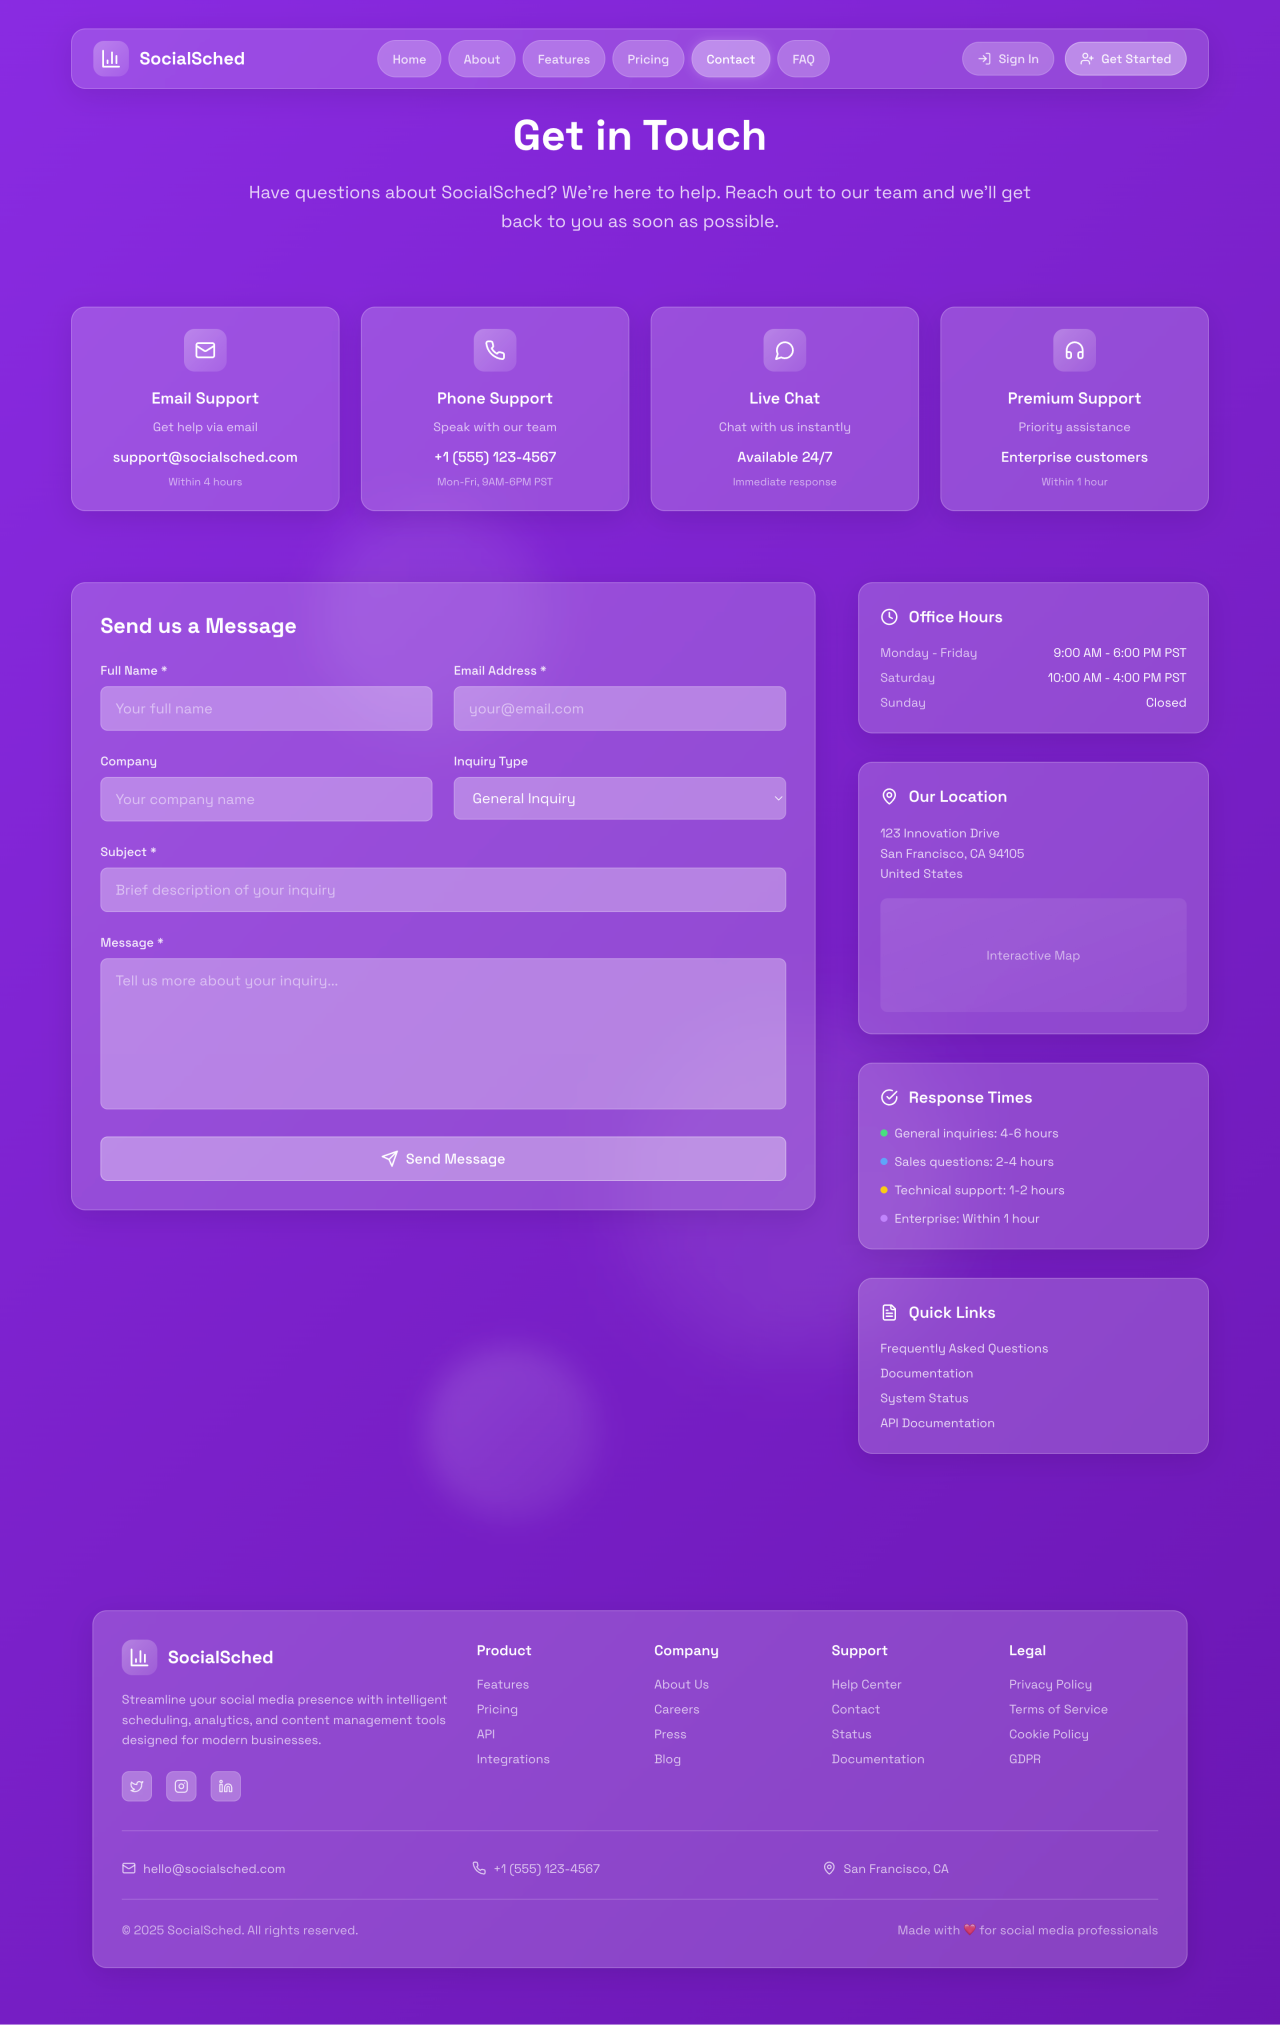 SocialSched
Home
About
Features
Pricing
Contact
FAQ
Sign In
Get Started
Get in Touch
Have questions about SocialSched? We're here to help. Reach out to our team and we'll get
back to you as soon as possible.
Email Support
Get help via email
support@socialsched.com
Within 4 hours
Phone Support
Speak with our team
+1 (555) 123-4567
Mon-Fri, 9AM-6PM PST
Live Chat
Chat with us instantly
Available 24/7
Immediate response
Premium Support
Priority assistance
Enterprise customers
Within 1 hour
Send us a Message
Full Name *
Your full name
Email Address *
your@email.com
Company
Your company name
Inquiry Type
General Inquiry
Subject *
Brief description of your inquiry
Message *
Tell us more about your inquiry...
Send Message
Office Hours
Monday - Friday 9:00 AM - 6:00 PM PST
Saturday 10:00 AM - 4:00 PM PST
Sunday Closed
Our Location
123 Innovation Drive
San Francisco, CA 94105
United States
Interactive Map
Response Times
General inquiries: 4-6 hours
Sales questions: 2-4 hours
Technical support: 1-2 hours
Enterprise: Within 1 hour
Quick Links
Frequently Asked Questions
Documentation
System Status
API Documentation
SocialSched
Streamline your social media presence with intelligent
scheduling, analytics, and content management tools
designed for modern businesses.
Product
Features
Pricing
API
Integrations
Company
About Us
Careers
Press
Blog
Support
Help Center
Contact
Status
Documentation
Legal
Privacy Policy
Terms of Service
Cookie Policy
GDPR
hello@socialsched.com
+1 (555) 123-4567
San Francisco, CA
© 2025 SocialSched. All rights reserved.
Made with ❤️ for social media professionals